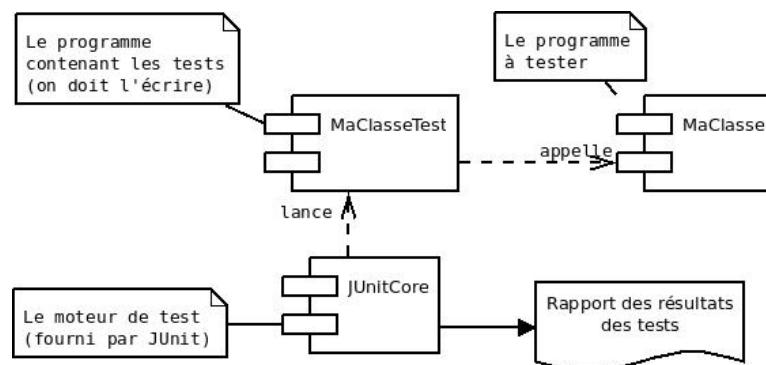 Le programme
contenant les tests
(on doit l'écrire)
Le programme
à tester
MaClasseTest
MaClasse
appelle
lance
JUnitCore
Le moteur de test
(fourni par JUnit)
Rapport des résultats
des tests